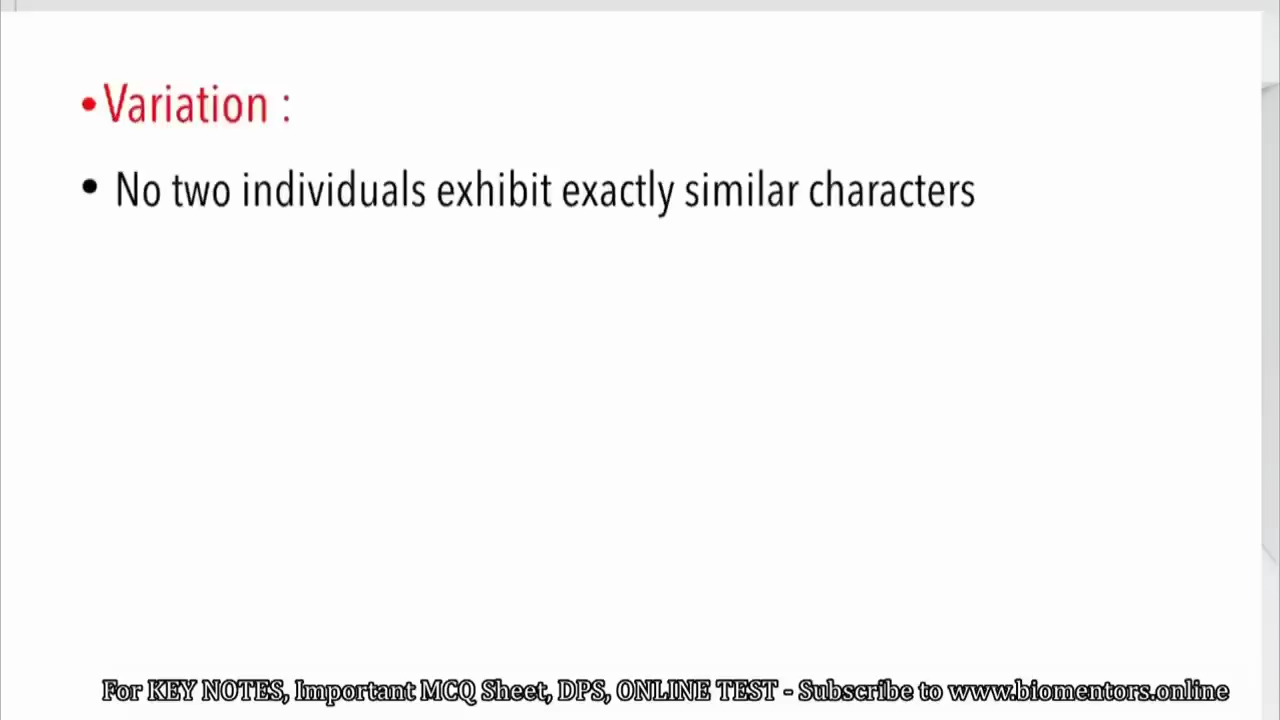 •Variation :
• No two individuals exhibit exactly similar characters
For KEY NOTES, Important MCQ Sheet, DPS, ONLINE TEST - Subscribe to www.biomentors.online